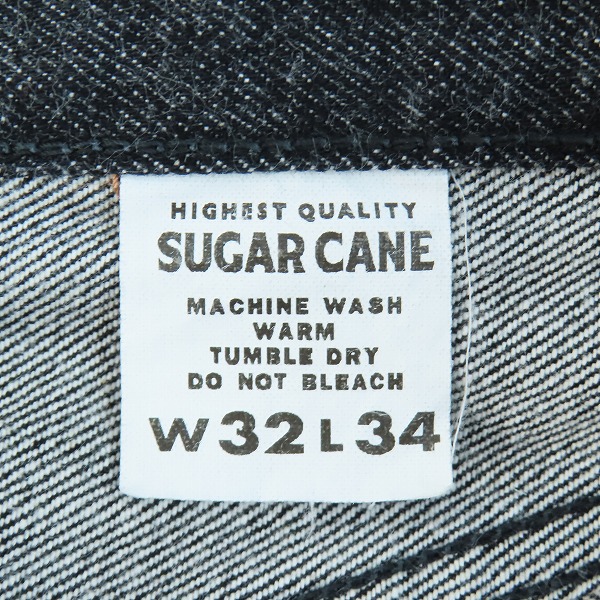 HIGHEST QUALITY
SUGAR CANE
MACHINE WASH
WARM
TUMBLE DRY
DO NOT BLEACH
W32L34